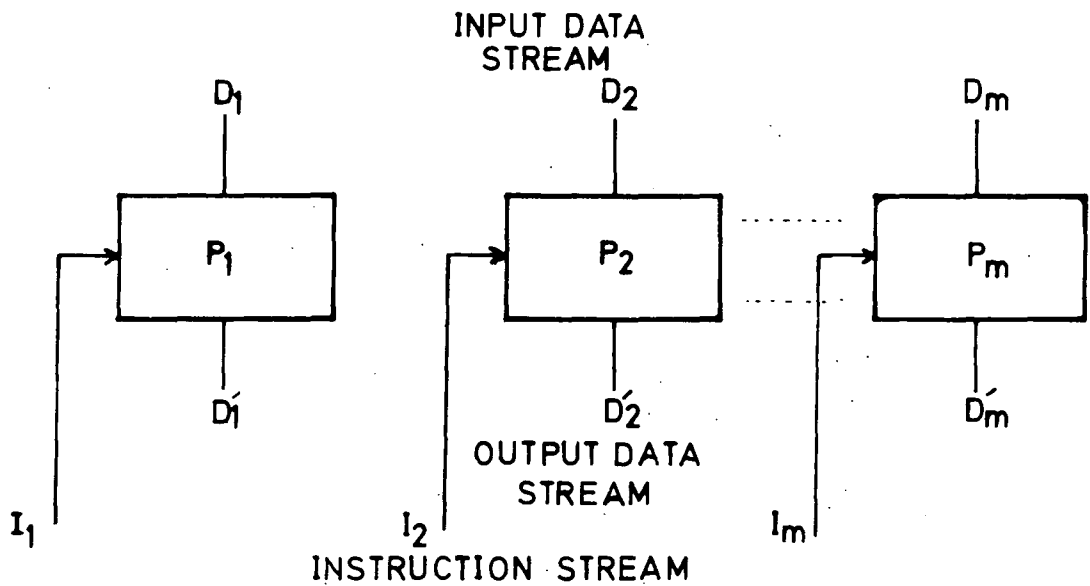 INPUT DATA
STREAM
D₁ D₂ Dₘ
P₁ P₂ Pₘ
D₁′ D₂′ Dₘ′
OUTPUT DATA
STREAM
I₁ I₂ Iₘ
INSTRUCTION STREAM